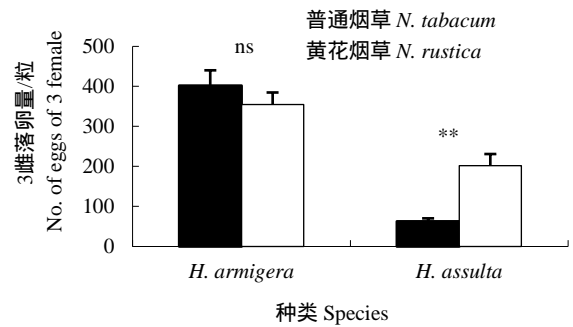 普通烟草 N. tabacum
黄花烟草 N. rustica
3雌落卵量/粒
No. of eggs of 3 female
500
400
300
200
100
0
ns
**
H. armigera
H. assulta
种类 Species